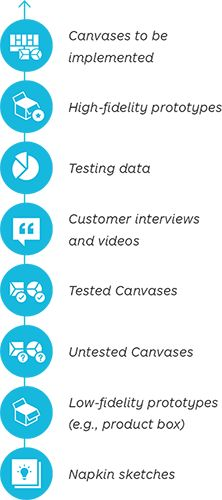 Canvases to be
implemented
High-fidelity prototypes
Testing data
Customer interviews
and videos
Tested Canvases
Untested Canvases
Low-fidelity prototypes
(e.g., product box)
Napkin sketches